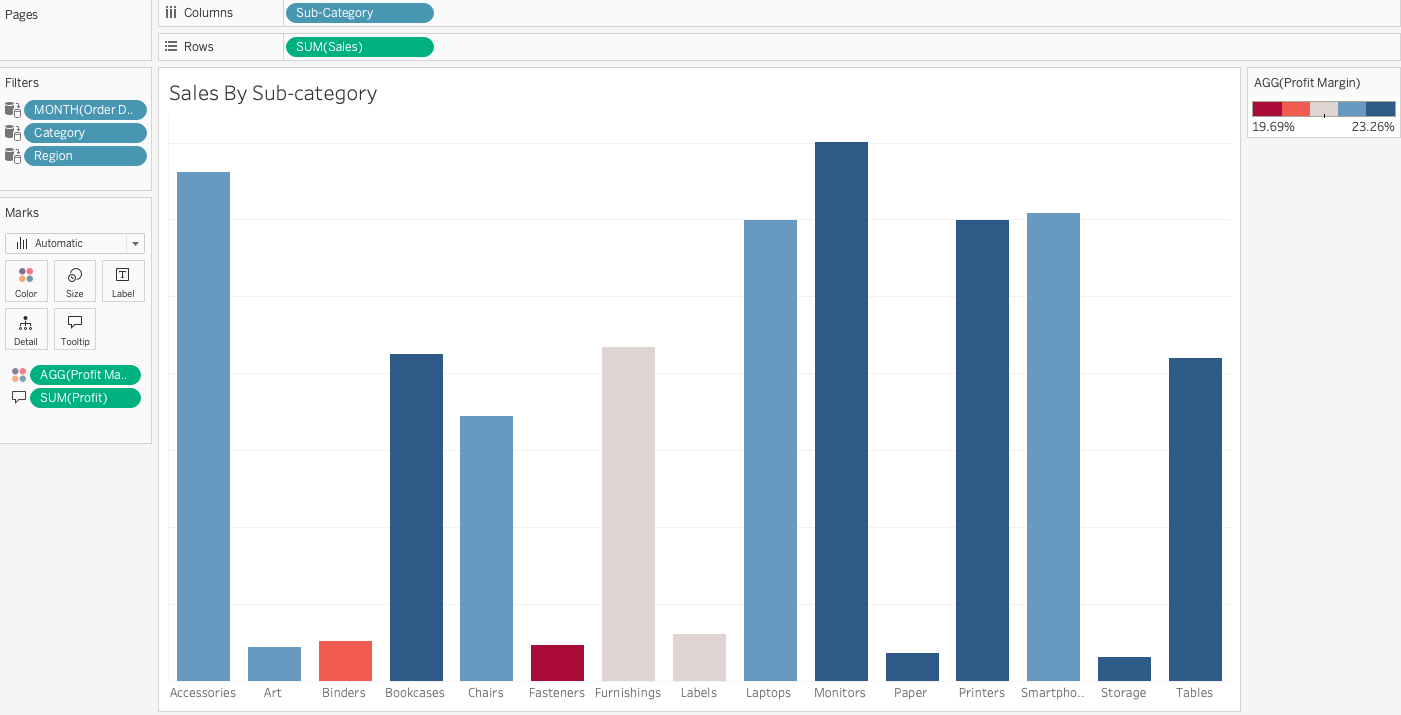 Pages
Columns
Sub-Category
Rows
SUM(Sales)
Filters
MONTH(Order D..
Category
Region
Marks
Automatic
Color
Size
Label
Detail
Tooltip
AGG(Profit Ma..
SUM(Profit)
Sales By Sub-category
Accessories Art Binders Bookcases Chairs Fasteners Furnishings Labels Laptops Monitors Paper Printers Smartpho.. Storage Tables
AGG(Profit Margin)
19.69% 23.26%